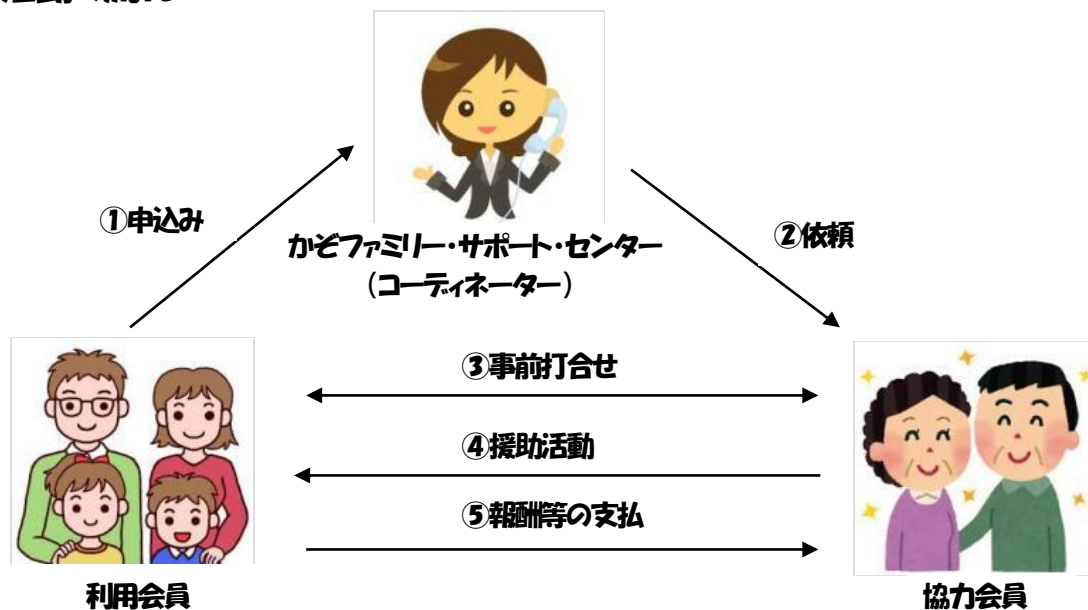 ①申込み
かぞファミリー・サポート・センター
(コーディネーター)
②依頼
③事前打合せ
④援助活動
⑤報酬等の支払
利用会員
協力会員